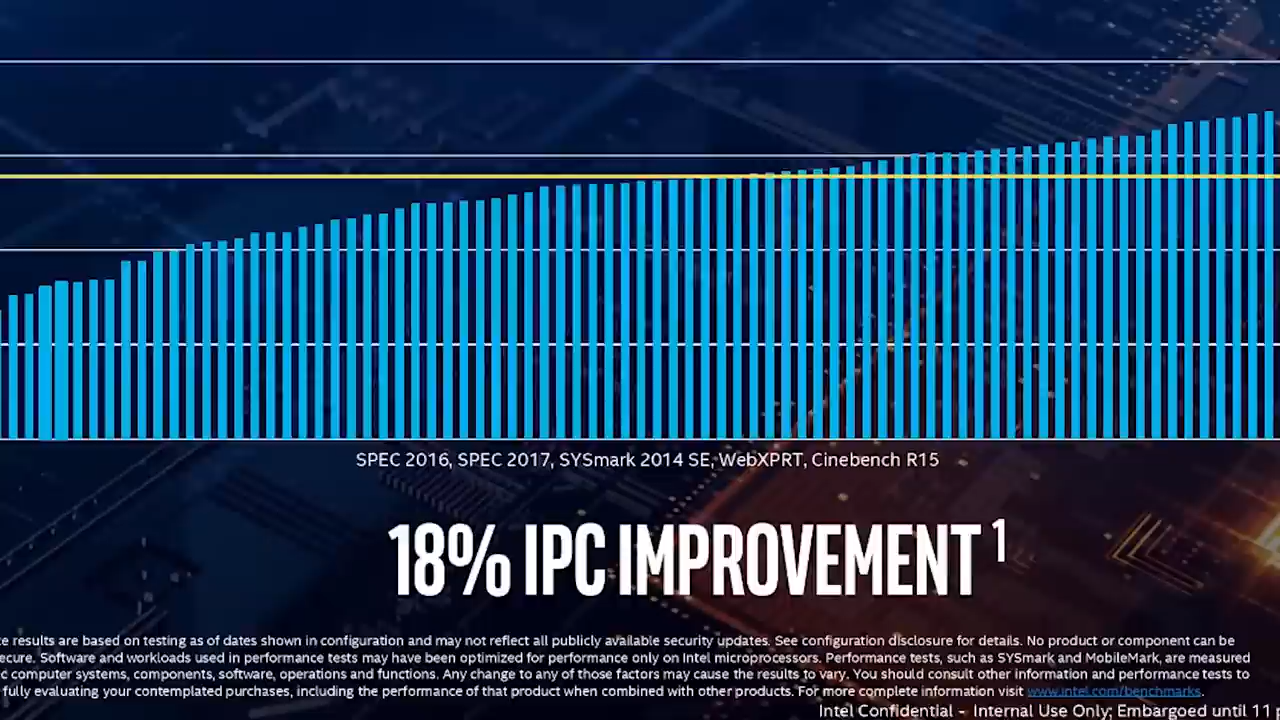 SPEC 2016, SPEC 2017, SYSmark 2014 SE, WebXPRT, Cinebench R15
18% IPC IMPROVEMENT 1
results are based on testing as of dates shown in configuration and may not reflect all publicly available security updates. See configuration disclosure for details. No product or component can be
ecure. Software and workloads used in performance tests may have been optimized for performance only on Intel microprocessors. Performance tests, such as SYSmark and MobileMark, are measured
c computer systems, components, software, operations and functions. Any change to any of those factors may cause the results to vary. You should consult other information and performance tests to
fully evaluating your contemplated purchases, including the performance of that product when combined with other products. For more complete information visit www.intel.com/benchmarks.
Intel Confidential - Internal Use Only; Embargoed until 11